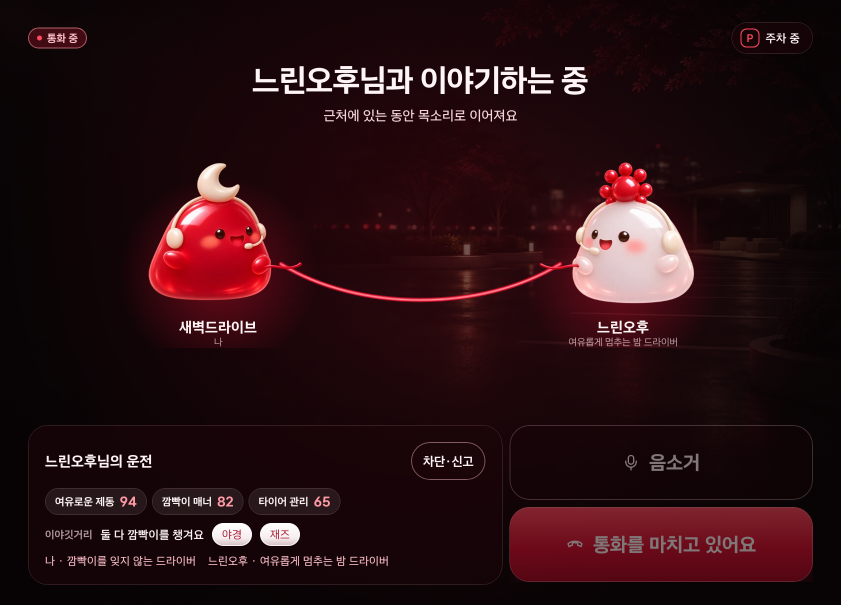 통화 중
P 주차 중
느린오후님과 이야기하는 중
근처에 있는 동안 목소리로 이어져요
새벽드라이브
나
느린오후
여유롭게 멈추는 밤 드라이버
느린오후님의 운전
차단·신고
여유로운 제동 94 깜빡이 매너 82 타이어 관리 65
이야깃거리 둘 다 깜빡이를 챙겨요 야경 재즈
나 · 깜빡이를 잊지 않는 드라이버 느린오후 · 여유롭게 멈추는 밤 드라이버
음소거
통화를 마치고 있어요